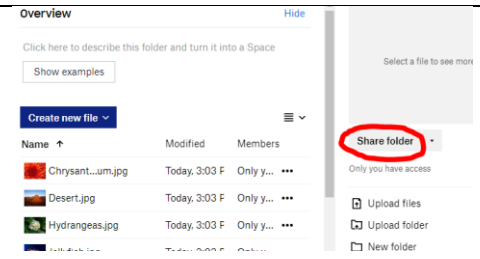 Overview Hide
Click here to describe this folder and turn it into a Space
Show examples
Select a file to see more
Create new file
Name ↑ Modified Members
Chrysant...um.jpg Today, 3:03 P Only y... •••
Desert.jpg Today, 3:03 P Only y... •••
Hydrangeas.jpg Today, 3:03 P Only y... •••
Share folder
Only you have access
Upload files
Upload folder
New folder